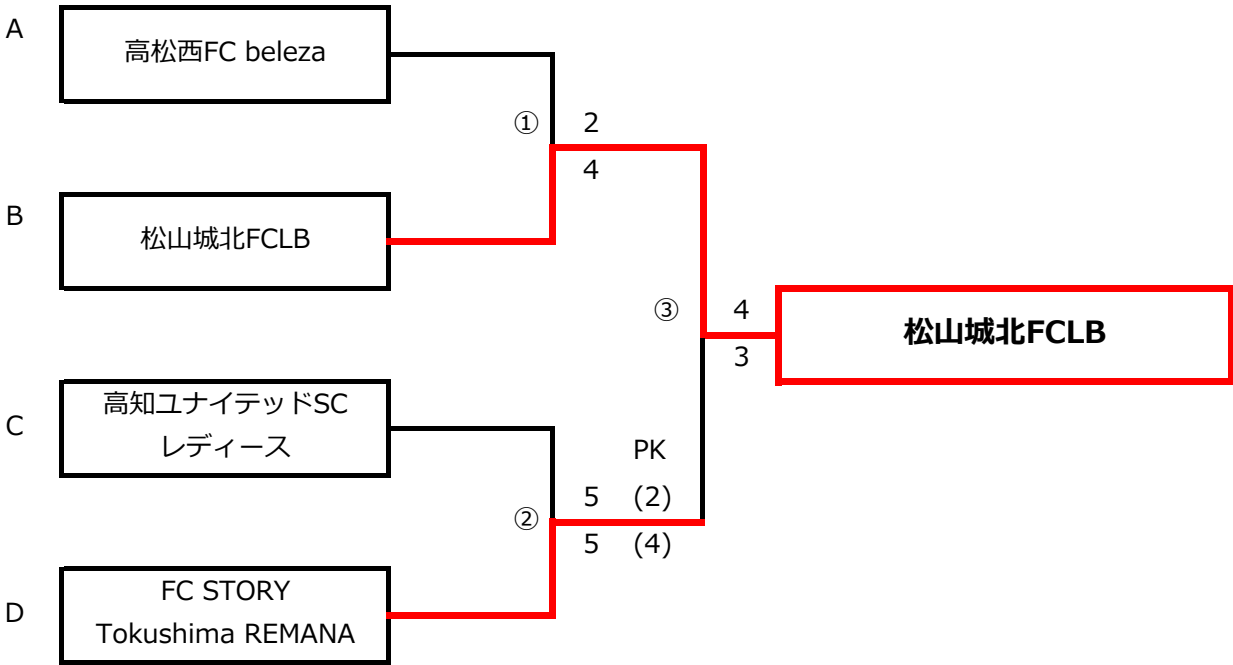 A
高松西FC beleza
① 2
4
B
松山城北FCLB
③ 4
3
松山城北FCLB
C
高知ユナイテッドSC
レディース
PK
5 (2)
②
5 (4)
D
FC STORY
Tokushima REMANA